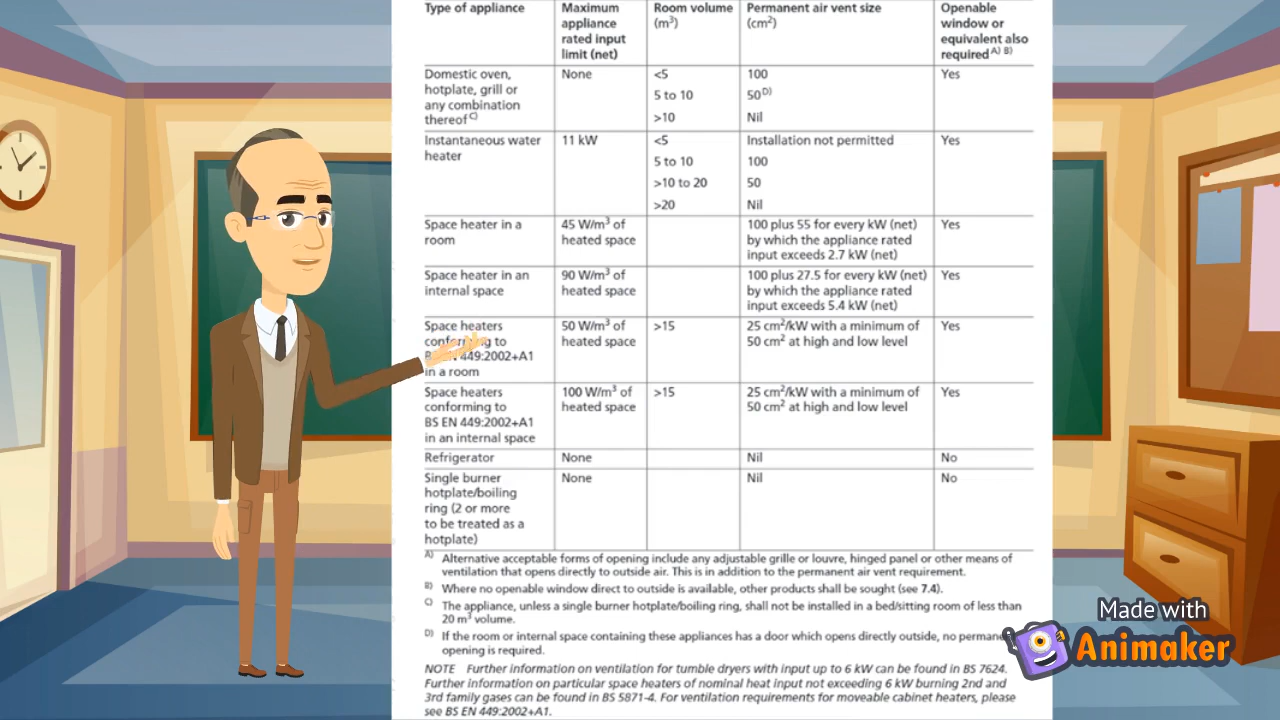 Type of appliance Maximum appliance rated input limit (net) Room volume (m³) Permanent air vent size (cm²) Openable window or equivalent also required A) B)
Domestic oven, hotplate, grill or any combination thereof C) None <5 100 Yes
5 to 10 50 D)
>10 Nil
Instantaneous water heater 11 kW <5 Installation not permitted Yes
5 to 10 100
>10 to 20 50
>20 Nil
Space heater in a room 45 W/m³ of heated space 100 plus 55 for every kW (net) by which the appliance rated input exceeds 2.7 kW (net) Yes
Space heater in an internal space 90 W/m³ of heated space 100 plus 27.5 for every kW (net) by which the appliance rated input exceeds 5.4 kW (net) Yes
Space heaters to 449:2002+A1 in a room 50 W/m³ of heated space >15 25 cm²/kW with a minimum of 50 cm² at high and low level Yes
Space heaters conforming to BS EN 449:2002+A1 in an internal space 100 W/m³ of heated space >15 25 cm²/kW with a minimum of 50 cm² at high and low level Yes
Refrigerator None Nil No
Single burner hotplate/boiling ring (2 or more to be treated as a hotplate) None Nil No
A) Alternative acceptable forms of opening include any adjustable grille or louvre, hinged panel or other means of
ventilation that opens directly to outside air. This is in addition to the permanent air vent requirement.
B) Where no openable window direct to outside is available, other products shall be sought (see 7.4).
C) The appliance, unless a single burner hotplate/boiling ring, shall not be installed in a bed/sitting room of less than
20 m³ volume.
D) If the room or internal space containing these appliances has a door which opens directly outside, no
opening is required.
NOTE Further information on ventilation for tumble dryers with input up to 6 kW can be found in BS 7624.
Further information on particular space heaters of nominal heat input not exceeding 6 kW burning 2nd and
3rd family gases can be found in BS 5871-4. For ventilation requirements for moveable cabinet heaters, please
see BS EN 449:2002+A1.
Made with
Animaker